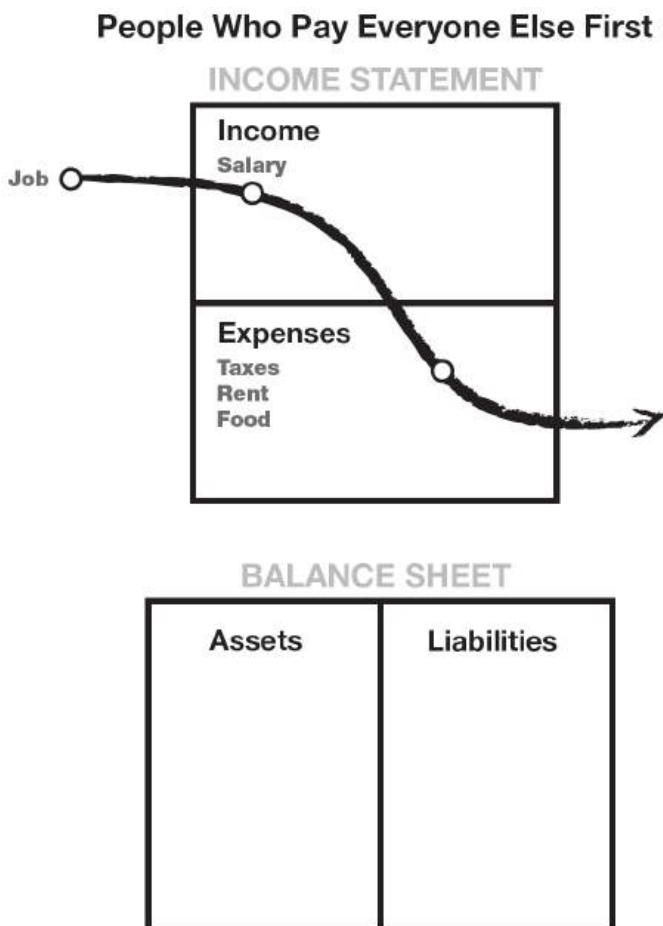 People Who Pay Everyone Else First
INCOME STATEMENT
Income
Salary
Job
Expenses
Taxes
Rent
Food
BALANCE SHEET
Assets
Liabilities